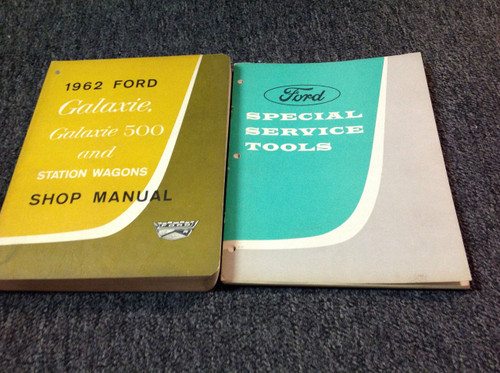 1962 FORD
Galaxie,
Galaxie 500
and
STATION WAGONS
SHOP MANUAL
Ford
SPECIAL
SERVICE
TOOLS